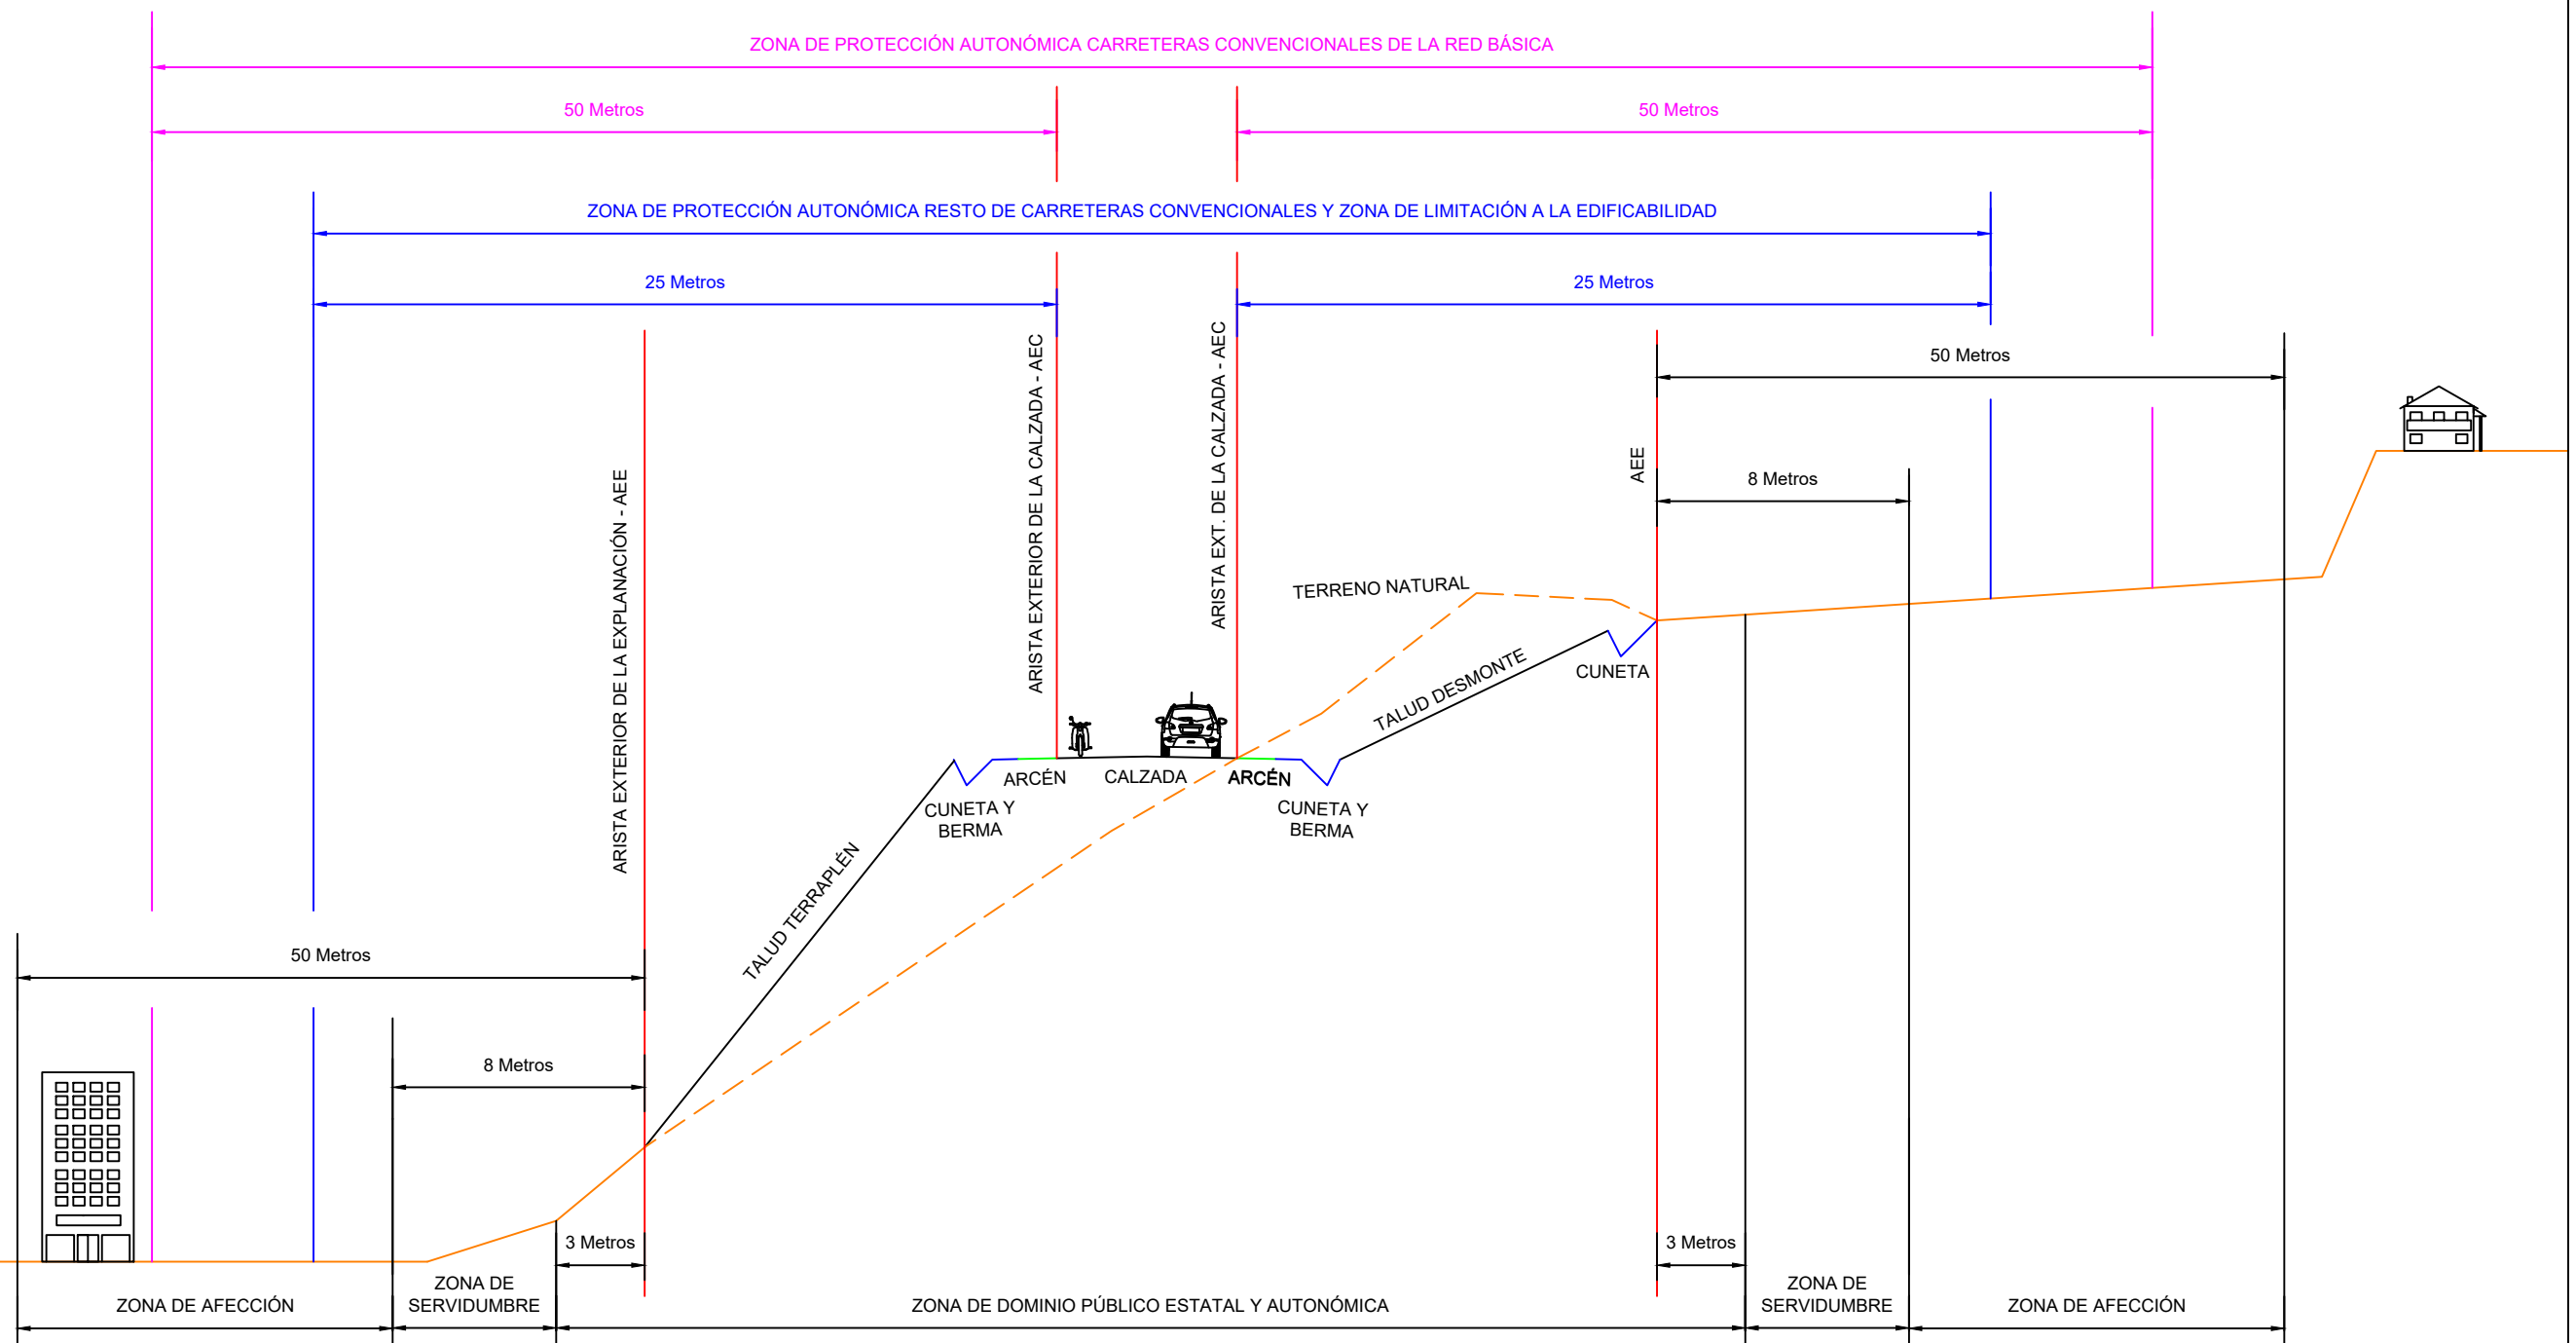 ZONA DE PROTECCIÓN AUTONÓMICA CARRETERAS CONVENCIONALES DE LA RED BÁSICA
50 Metros
50 Metros
ZONA DE PROTECCIÓN AUTONÓMICA RESTO DE CARRETERAS CONVENCIONALES Y ZONA DE LIMITACIÓN A LA EDIFICABILIDAD
25 Metros
25 Metros
ARISTA EXTERIOR DE LA EXPLANACIÓN - AEE
ARISTA EXTERIOR DE LA CALZADA - AEC
ARISTA EXT. DE LA CALZADA - AEC
AEE
50 Metros
8 Metros
TERRENO NATURAL
TALUD DESMONTE
CUNETA
ARCÉN
CALZADA
ARCÉN
CUNETA Y
BERMA
CUNETA Y
BERMA
TALUD TERRAPLÉN
50 Metros
8 Metros
3 Metros
3 Metros
ZONA DE AFECCIÓN
ZONA DE
SERVIDUMBRE
ZONA DE DOMINIO PÚBLICO ESTATAL Y AUTONÓMICA
ZONA DE
SERVIDUMBRE
ZONA DE AFECCIÓN